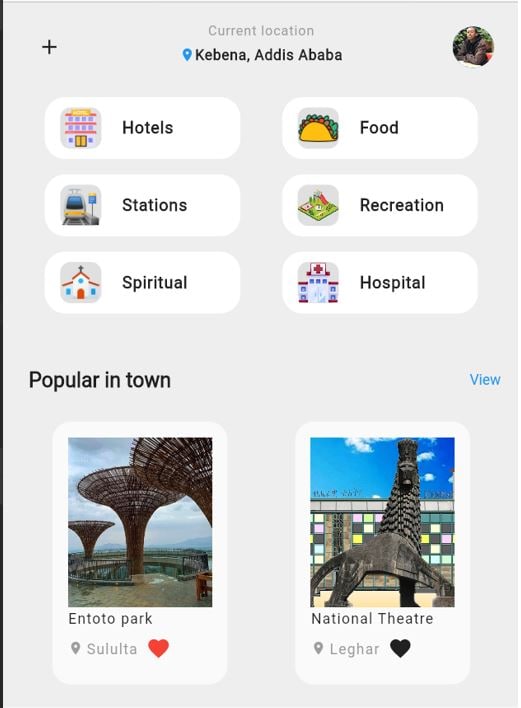 Current location
Kebena, Addis Ababa
Hotels
Food
Stations
Recreation
Spiritual
Hospital
Popular in town
View
Entoto park
Sululta
National Theatre
Leghar